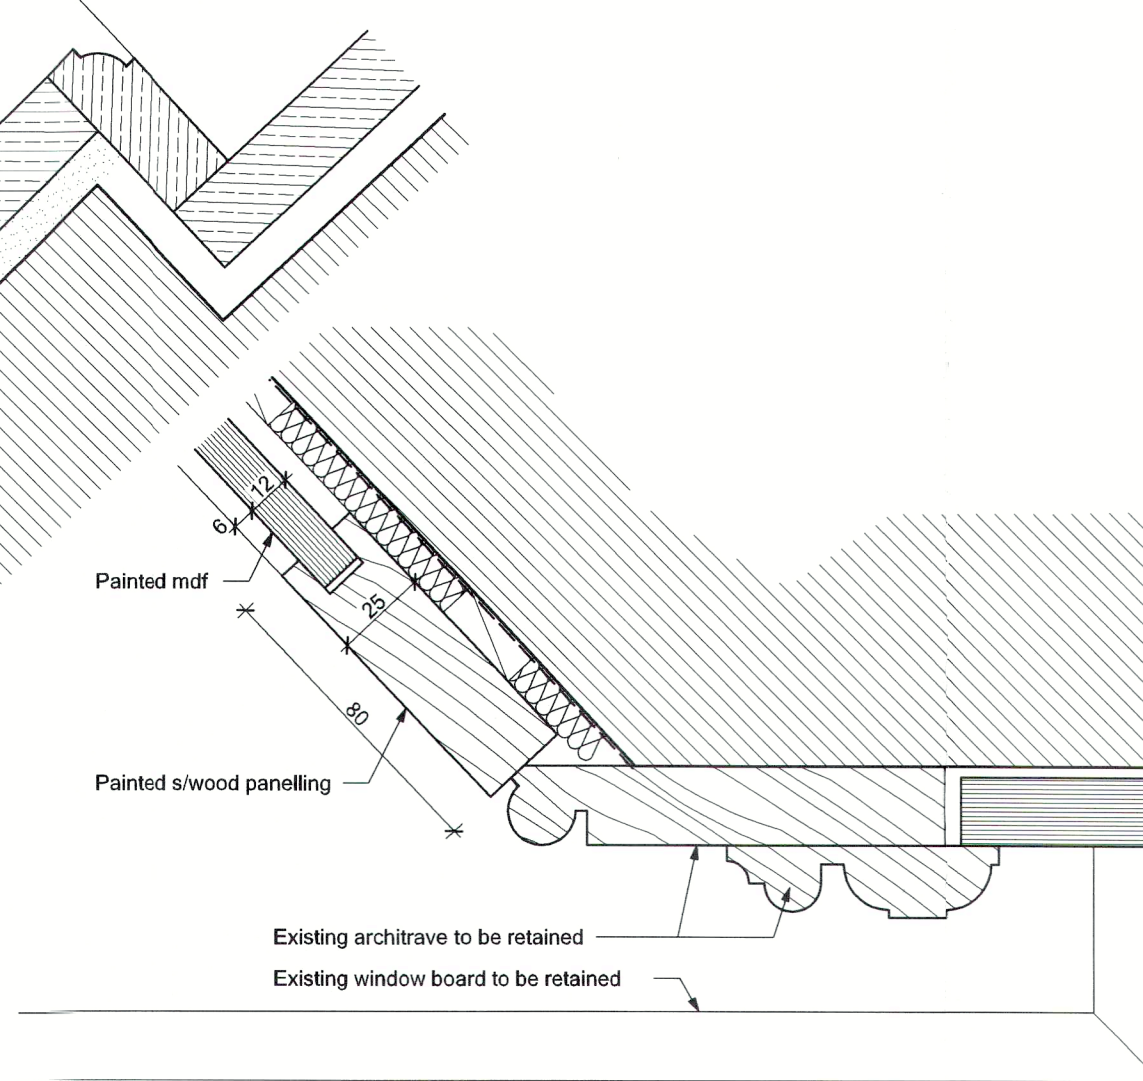 12
6
Painted mdf
25
80
Painted s/wood panelling
Existing architrave to be retained
Existing window board to be retained